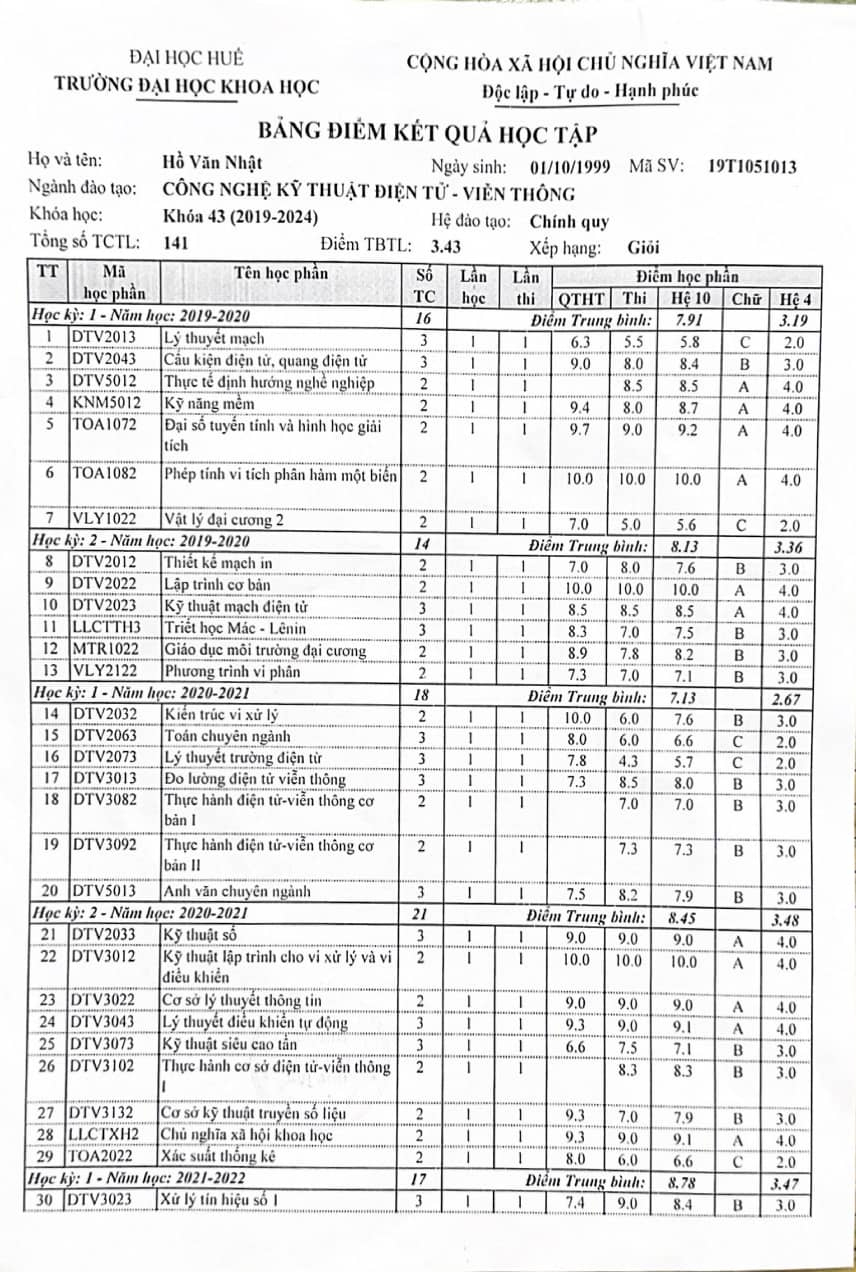 ĐẠI HỌC HUẾ
TRƯỜNG ĐẠI HỌC KHOA HỌC
CỘNG HÒA XÃ HỘI CHỦ NGHĨA VIỆT NAM
Độc lập - Tự do - Hạnh phúc
BẢNG ĐIỂM KẾT QUẢ HỌC TẬP
Họ và tên: Hồ Văn Nhật Ngày sinh: 01/10/1999 Mã SV: 19T1051013
Ngành đào tạo: CÔNG NGHỆ KỸ THUẬT ĐIỆN TỬ - VIỄN THÔNG
Khóa học: Khóa 43 (2019-2024) Hệ đào tạo: Chính quy
Tổng số TCTL: 141 Điểm TBTL: 3.43 Xếp hạng: Giỏi
TT Mã học phần Tên học phần Số TC Lần học Lần thi Điểm học phần
QTHT Thi Hệ 10 Chữ Hệ 4
Học kỳ: 1 - Năm học: 2019-2020 16 Điểm Trung bình: 7.91 3.19
1 DTV2013 Lý thuyết mạch 3 1 1 6.3 5.5 5.8 C 2.0
2 DTV2043 Cấu kiện điện tử, quang điện tử 3 1 1 9.0 8.0 8.4 B 3.0
3 DTV5012 Thực tế định hướng nghề nghiệp 2 1 1 8.5 8.5 A 4.0
4 KNM5012 Kỹ năng mềm 2 1 1 9.4 8.0 8.7 A 4.0
5 TOA1072 Đại số tuyến tính và hình học giải 2 1 1 9.7 9.0 9.2 A 4.0
tích
6 TOA1082 Phép tính vi tích phân hàm một biến 2 1 1 10.0 10.0 10.0 A 4.0
7 VLY1022 Vật lý đại cương 2 2 1 1 7.0 5.0 5.6 C 2.0
Học kỳ: 2 - Năm học: 2019-2020 14 Điểm Trung bình: 8.13 3.36
8 DTV2012 Thiết kế mạch in 2 1 1 7.0 8.0 7.6 B 3.0
9 DTV2022 Lập trình cơ bản 2 1 1 10.0 10.0 10.0 A 4.0
10 DTV2023 Kỹ thuật mạch điện tử 3 1 1 8.5 8.5 8.5 A 4.0
11 LLCTTH3 Triết học Mác - Lênin 3 1 1 8.3 7.0 7.5 B 3.0
12 MTR1022 Giáo dục môi trường đại cương 2 1 1 8.9 7.8 8.2 B 3.0
13 VLY2122 Phương trình vi phân 2 1 1 7.3 7.0 7.1 B 3.0
Học kỳ: 1 - Năm học: 2020-2021 18 Điểm Trung bình: 7.13 2.67
14 DTV2032 Kiến trúc vi xử lý 2 1 1 10.0 6.0 7.6 B 3.0
15 DTV2063 Toán chuyên ngành 3 1 1 8.0 6.0 6.6 C 2.0
16 DTV2073 Lý thuyết trường điện từ 3 1 1 7.8 4.3 5.7 C 2.0
17 DTV3013 Đo lường điện tử viễn thông 3 1 1 7.3 8.5 8.0 B 3.0
18 DTV3082 Thực hành điện tử-viễn thông cơ 2 1 1 7.0 7.0 B 3.0
bản I
19 DTV3092 Thực hành điện tử-viễn thông cơ 2 1 1 7.3 7.3 B 3.0
bản II
20 DTV5013 Anh văn chuyên ngành 3 1 1 7.5 8.2 7.9 B 3.0
Học kỳ: 2 - Năm học: 2020-2021 21 Điểm Trung bình: 8.45 3.48
21 DTV2033 Kỹ thuật số 3 1 1 9.0 9.0 9.0 A 4.0
22 DTV3012 Kỹ thuật lập trình cho vi xử lý và vi 2 1 1 10.0 10.0 10.0 A 4.0
điều khiển
23 DTV3022 Cơ sở lý thuyết thông tin 2 1 1 9.0 9.0 9.0 A 4.0
24 DTV3043 Lý thuyết điều khiển tự động 3 1 1 9.3 9.0 9.1 A 4.0
25 DTV3073 Kỹ thuật siêu cao tần 3 1 1 6.6 7.5 7.1 B 3.0
26 DTV3102 Thực hành cơ sở điện tử-viễn thông 2 1 1 8.3 8.3 B 3.0
I
27 DTV3132 Cơ sở kỹ thuật truyền số liệu 2 1 1 9.3 7.0 7.9 B 3.0
28 LLCTXH2 Chủ nghĩa xã hội khoa học 2 1 1 9.3 9.0 9.1 A 4.0
29 TOA2022 Xác suất thống kê 2 1 1 8.0 6.0 6.6 C 2.0
Học kỳ: 1 - Năm học: 2021-2022 17 Điểm Trung bình: 8.78 3.47
30 DTV3023 Xử lý tín hiệu số 1 3 1 1 7.4 9.0 8.4 B 3.0